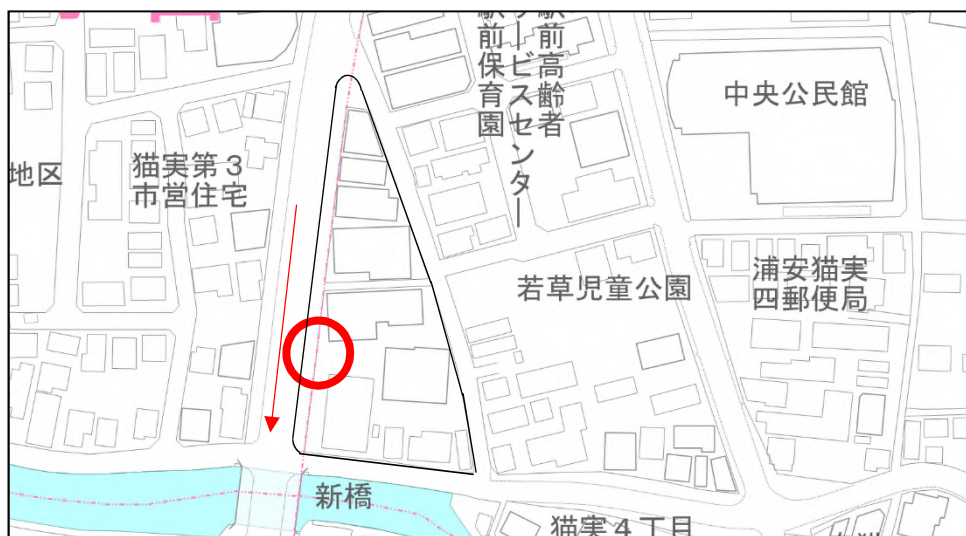 駅前高齢者
サービスセンター
駅前保育園
中央公民館
猫実第３
市営住宅
地区
若草児童公園
浦安猫実
四郵便局
新橋
猫実４丁目